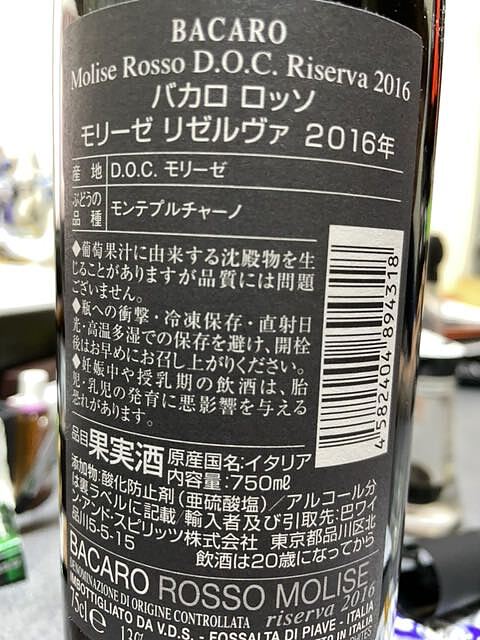 BACARO
Molise Rosso D.O.C. Riserva 2016
バカロ ロッソ
モリーゼ リゼルヴァ 2016年
産地 D.O.C. モリーゼ
ぶどうの品種 モンテプルチャーノ
◆葡萄果汁に由来する沈殿物を生
じることがありますが品質には問題
ございません。
◆瓶への衝撃・冷凍保存・直射日
光・高温多湿での保存を避け、開栓
後はお早めにお召し上がりください。
◆妊娠中や授乳期の飲酒は、胎
児・乳児の発育に悪影響を与える
恐れがあります。
4582404894318
品目 果実酒 原産国名:イタリア
内容量:750mℓ
添加物:酸化防止剤(亜硫酸塩)/アルコール分
は裏ラベルに記載/輸入者及び引取先:巴ワイ
ン・アンド・スピリッツ株式会社 東京都品川区北
品川5-5-15 飲酒は20歳になってから
BACARO ROSSO MOLISE
DENOMINAZIONE DI ORIGINE CONTROLLATA riserva 2016
IMBOTTIGLIATO DA V.D.S. - FOSSALTA DI PIAVE - ITALIA
75cl e